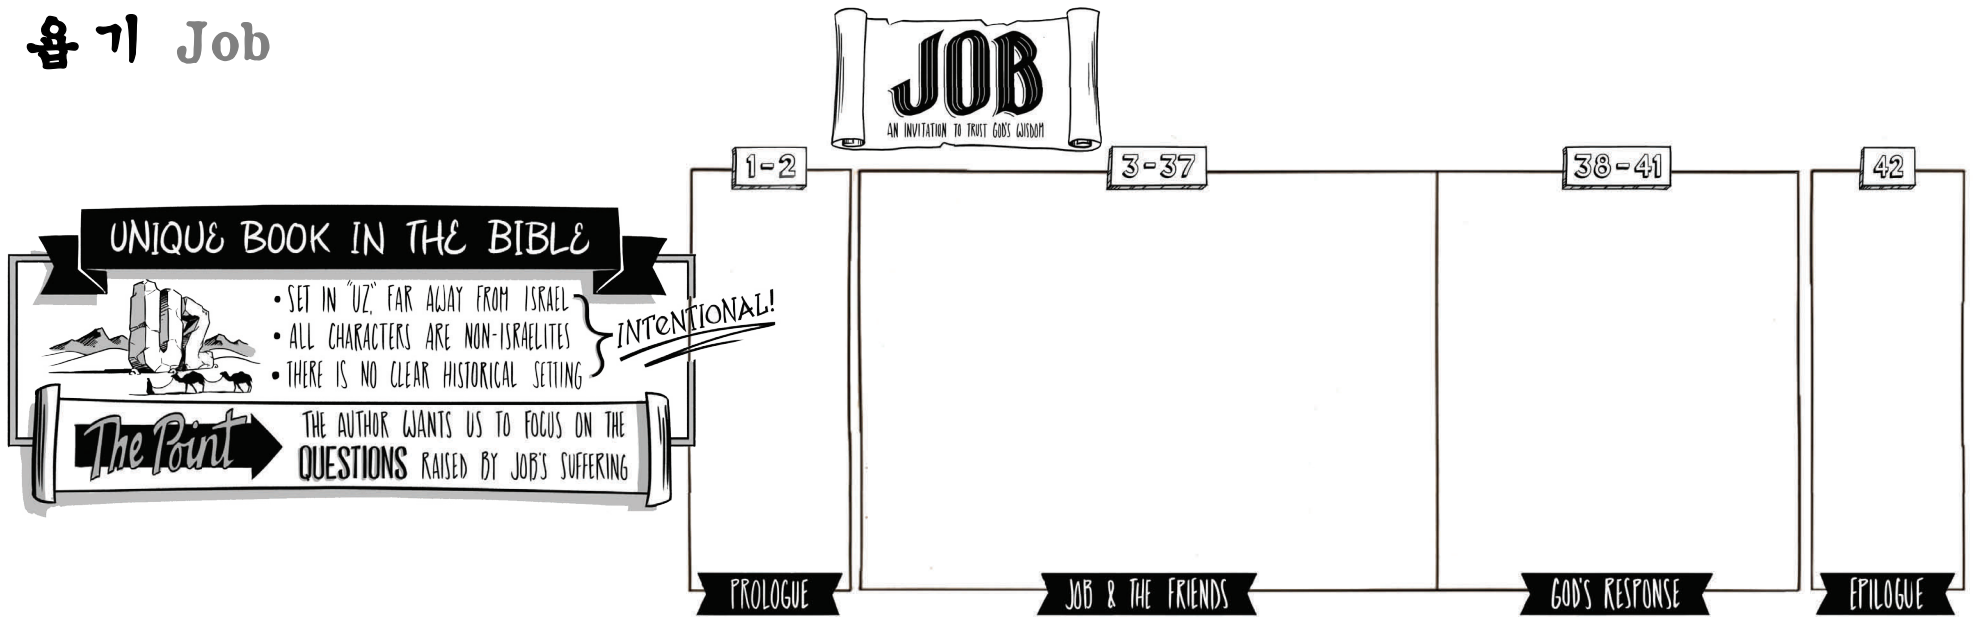 욥기 Job
JOB
AN INVITATION TO TRUST GOD'S WISDOM
1-2
3-37
38-41
42
UNIQUE BOOK IN THE BIBLE
• SET IN "UZ," FAR AWAY FROM ISRAEL
• ALL CHARACTERS ARE NON-ISRAELITES
• THERE IS NO CLEAR HISTORICAL SETTING
INTENTIONAL!
The Point
THE AUTHOR WANTS US TO FOCUS ON THE
QUESTIONS RAISED BY JOB'S SUFFERING
PROLOGUE
JOB & THE FRIENDS
GOD'S RESPONSE
EPILOGUE